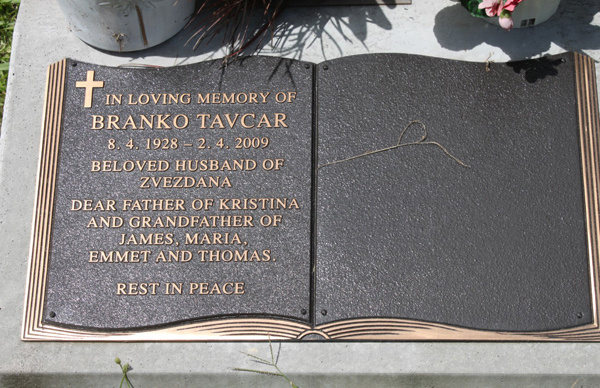 IN LOVING MEMORY OF
BRANKO TAVCAR
8. 4. 1928 – 2. 4. 2009
BELOVED HUSBAND OF
ZVEZDANA
DEAR FATHER OF KRISTINA
AND GRANDFATHER OF
JAMES, MARIA,
EMMET AND THOMAS.
REST IN PEACE